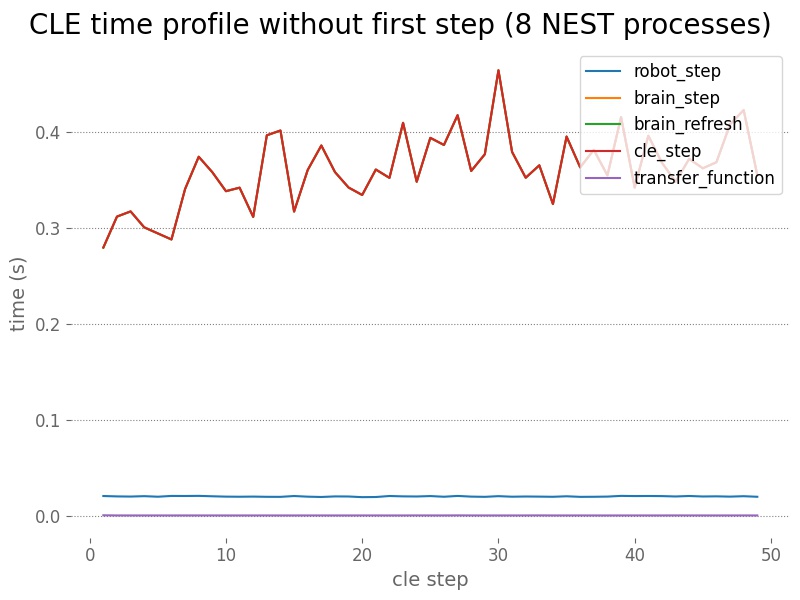 CLE time profile without first step (8 NEST processes)
robot_step
brain_step
brain_refresh
cle_step
transfer_function
time (s)
0.4
0.3
0.2
0.1
0.0
0 10 20 30 40 50
cle step